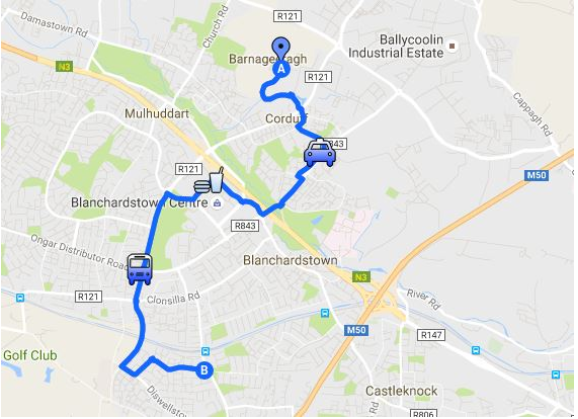 Damastown Rd
Church Rd
R121
Ballycoolin
Industrial Estate
N3
Barnageeragh
A
R121
Cappagh Rd
Mulhuddart
Corduff
R843
M50
R121
Blanchardstown Centre
R843
Ongar Distributor Road
Blanchardstown
N3
R121
Clonsilla Rd
River Rd
M50
R147
Golf Club
B
Diswellstown
Castleknock
R806